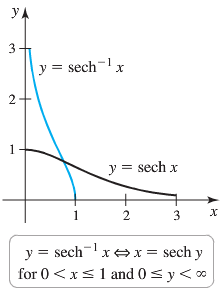 y
3
y = sech⁻¹ x
2
1
y = sech x
1 2 3 x
y = sech⁻¹ x ⇔ x = sech y
for 0 < x ≤ 1 and 0 ≤ y < ∞